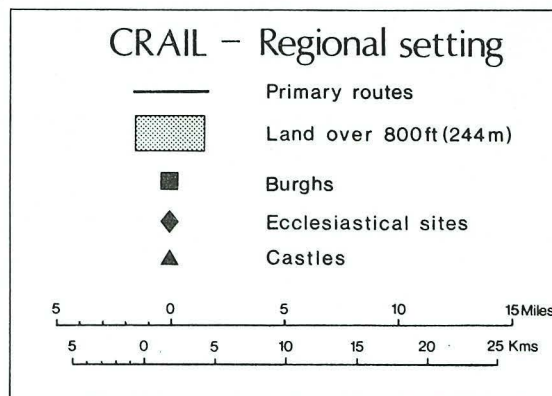 CRAIL – Regional setting
Primary routes
Land over 800ft(244m)
Burghs
Ecclesiastical sites
Castles
5 0 5 10 15 Miles
5 0 5 10 15 20 25 Kms